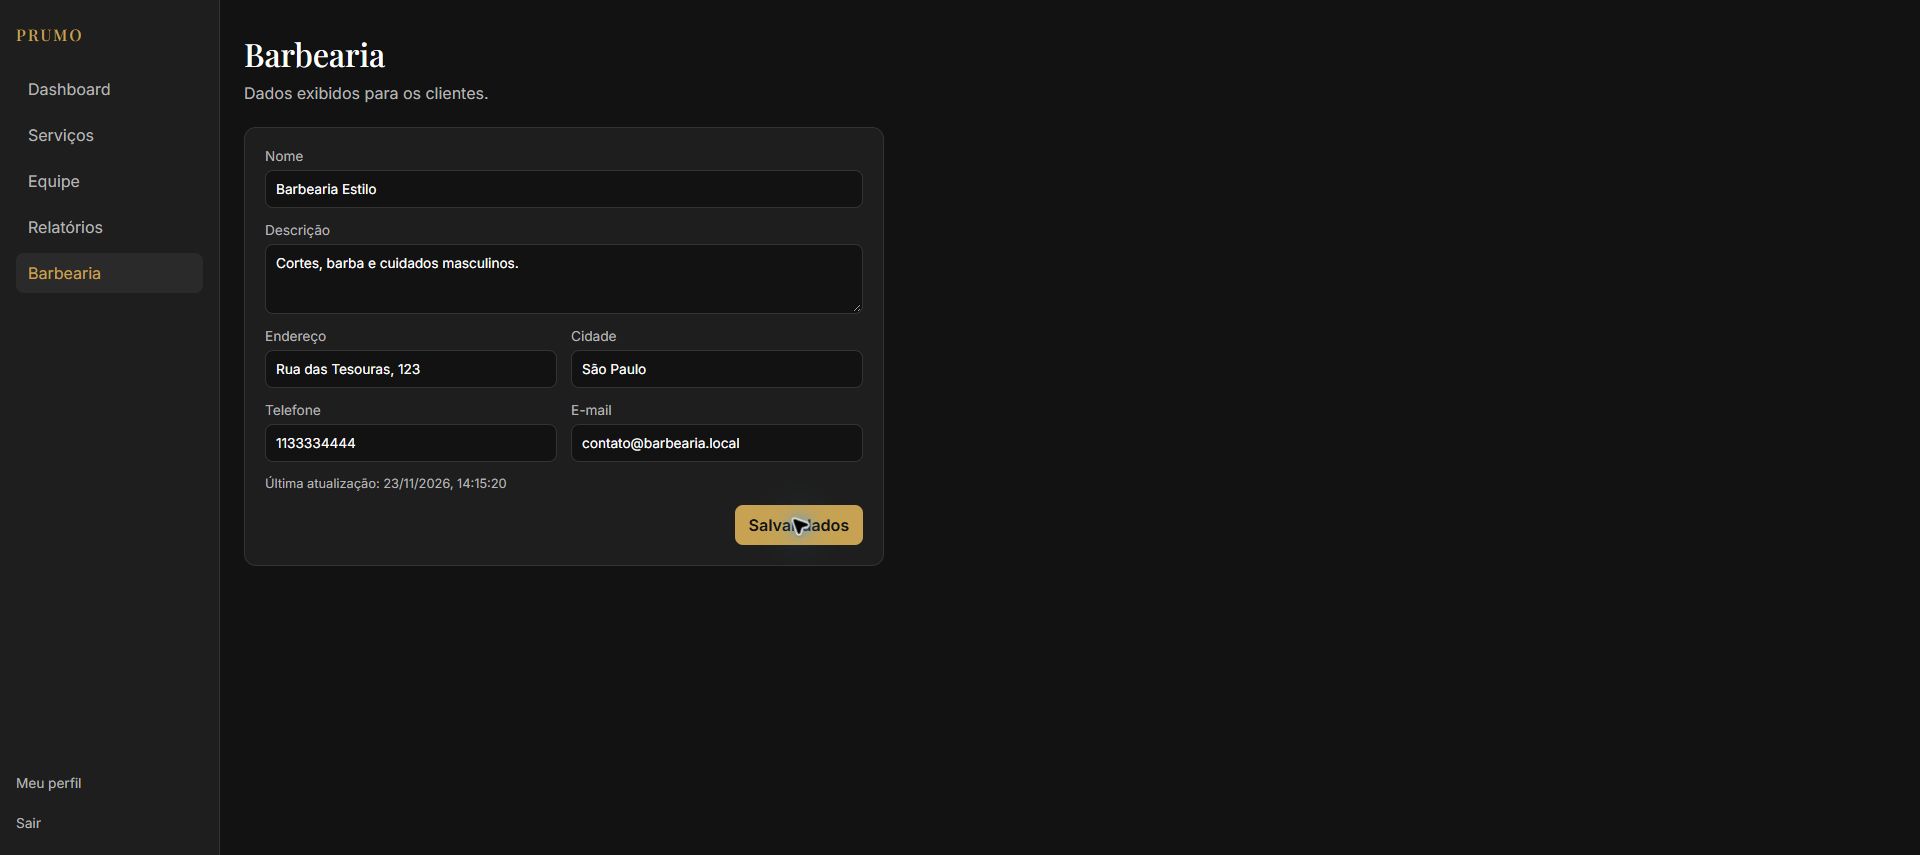 PRUMO
Dashboard
Serviços
Equipe
Relatórios
Barbearia
Meu perfil
Sair
Barbearia
Dados exibidos para os clientes.
Nome
Barbearia Estilo
Descrição
Cortes, barba e cuidados masculinos.
Endereço
Cidade
Rua das Tesouras, 123
São Paulo
Telefone
E-mail
1133334444
contato@barbearia.local
Última atualização: 23/11/2026, 14:15:20
Salvar dados